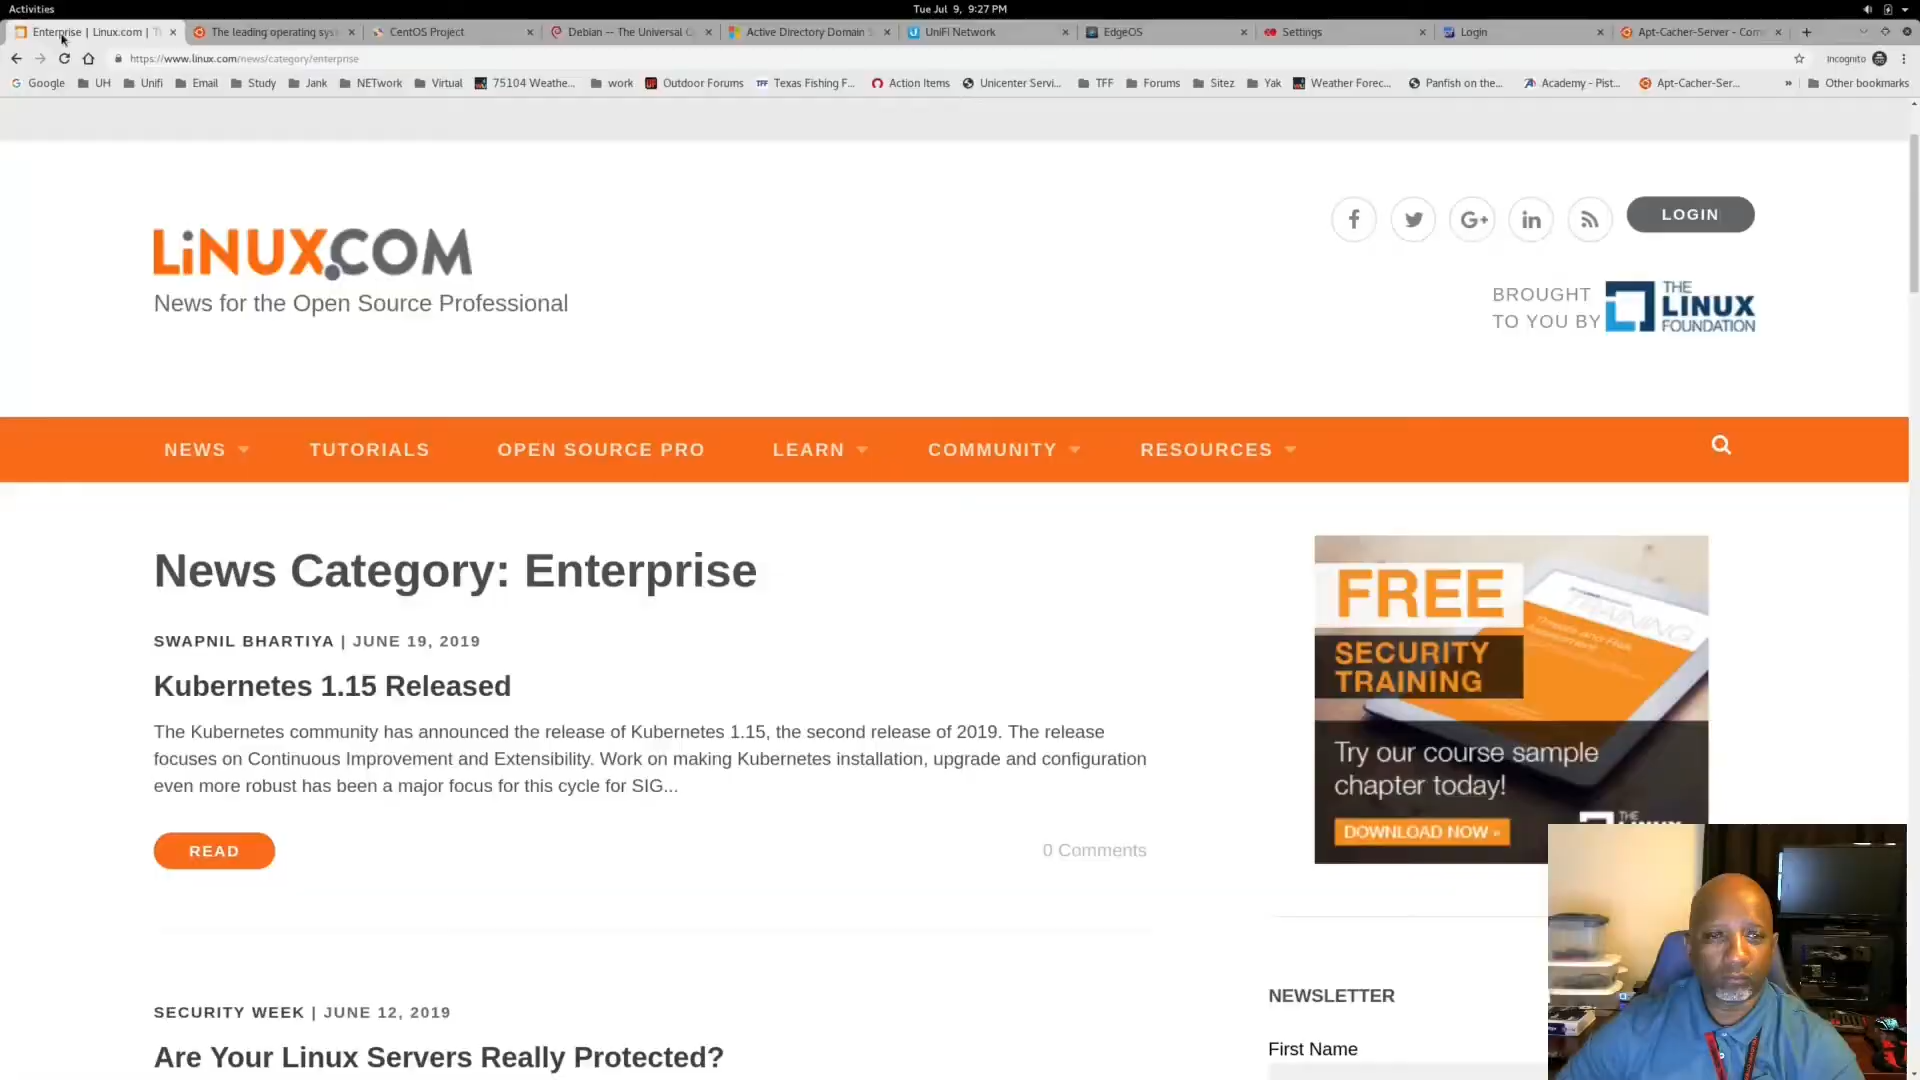 Activities
Tue Jul 9, 9:27 PM
Enterprise | Linux.com | T
The leading operating sys
CentOS Project
Debian -- The Universal O
Active Directory Domain S
UniFi Network
EdgeOS
Settings
Login
Apt-Cacher-Server - Com
https://www.linux.com/news/category/enterprise
Incognito
Google
UH
Unifi
Email
Study
Jank
NETwork
Virtual
75104 Weathe...
work
Outdoor Forums
TFF Texas Fishing F...
Action Items
Unicenter Servi...
TFF
Forums
Sitez
Yak
Weather Forec...
Panfish on the...
Academy - Pist...
Apt-Cacher-Ser...
»
Other bookmarks
LiNUX.COM
News for the Open Source Professional
LOGIN
BROUGHT
TO YOU BY
THE
LINUX
FOUNDATION
NEWS
TUTORIALS
OPEN SOURCE PRO
LEARN
COMMUNITY
RESOURCES
News Category: Enterprise
SWAPNIL BHARTIYA | JUNE 19, 2019
Kubernetes 1.15 Released
The Kubernetes community has announced the release of Kubernetes 1.15, the second release of 2019. The release
focuses on Continuous Improvement and Extensibility. Work on making Kubernetes installation, upgrade and configuration
even more robust has been a major focus for this cycle for SIG...
READ
0 Comments
FREE
SECURITY
TRAINING
TRAINING
Try our course sample
chapter today!
DOWNLOAD NOW »
SECURITY WEEK | JUNE 12, 2019
Are Your Linux Servers Really Protected?
NEWSLETTER
First Name